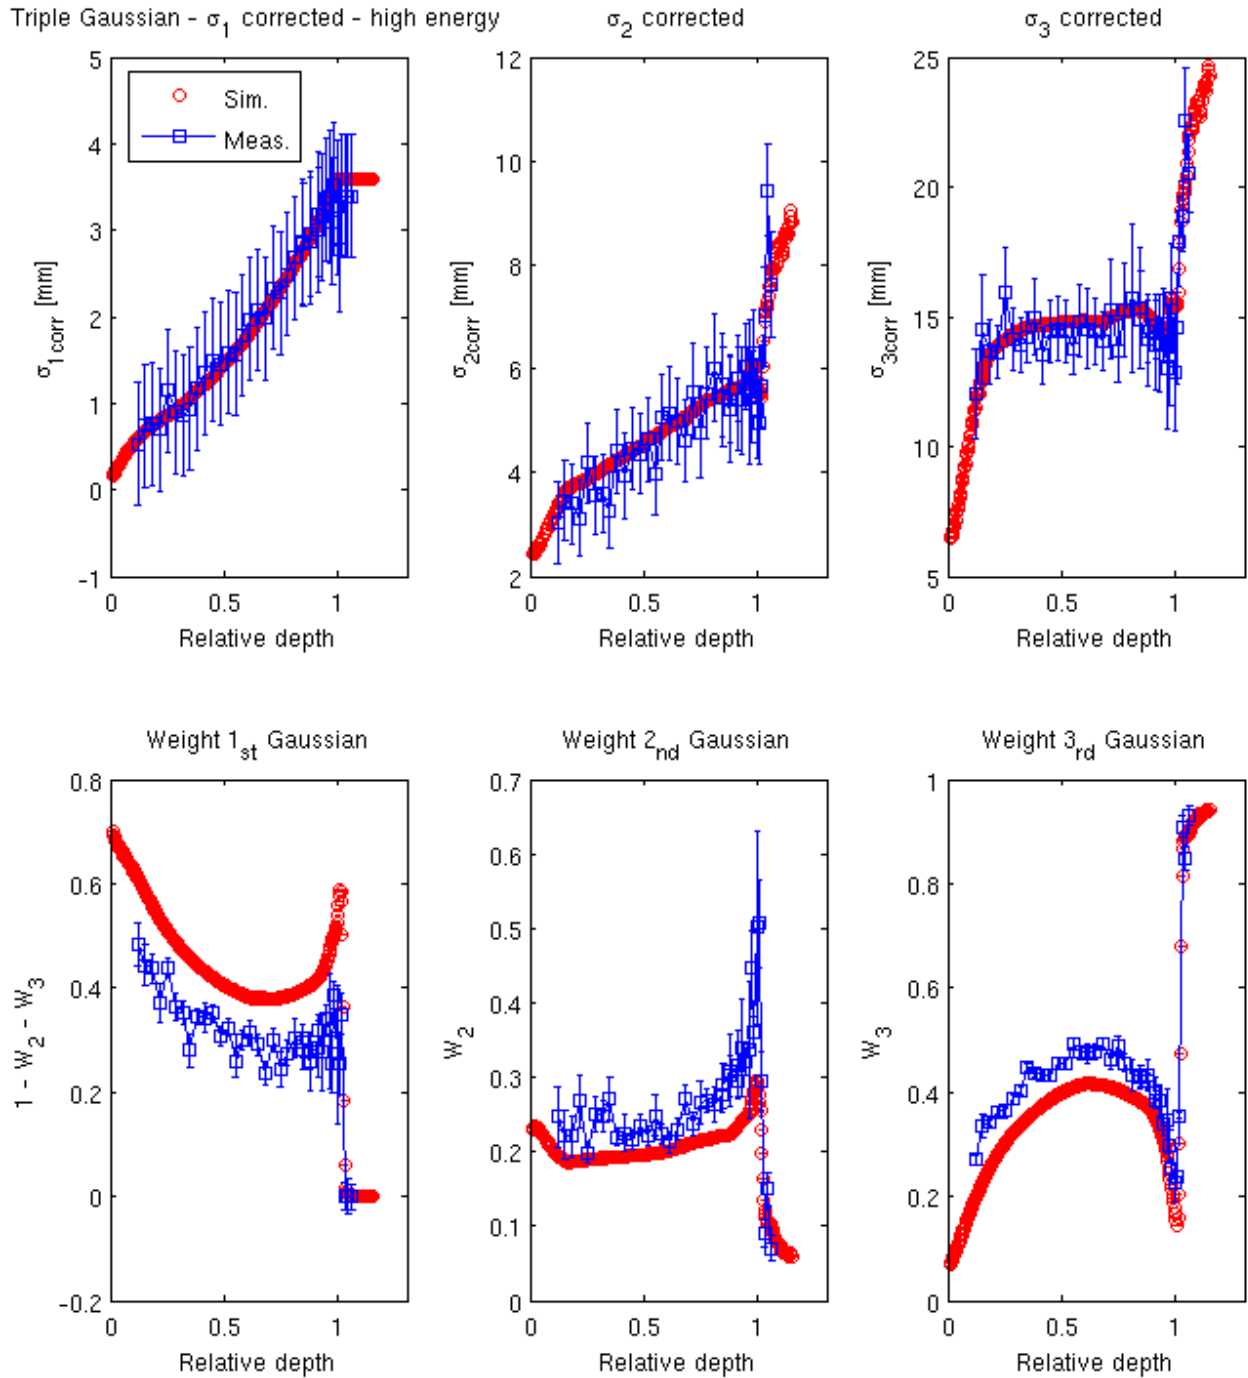 Triple Gaussian - σ1 corrected - high energy
σ2 corrected
σ3 corrected
5
4
3
2
1
0
-1
σ1corr [mm]
Sim.
Meas.
0 0.5 1
Relative depth
12
10
8
6
4
2
σ2corr [mm]
0 0.5 1
Relative depth
25
20
15
10
5
σ3corr [mm]
0 0.5 1
Relative depth
Weight 1st Gaussian
0.8
0.6
0.4
0.2
0
-0.2
1 - W2 - W3
0 0.5 1
Relative depth
Weight 2nd Gaussian
0.7
0.6
0.5
0.4
0.3
0.2
0.1
0
W2
0 0.5 1
Relative depth
Weight 3rd Gaussian
1
0.8
0.6
0.4
0.2
0
W3
0 0.5 1
Relative depth